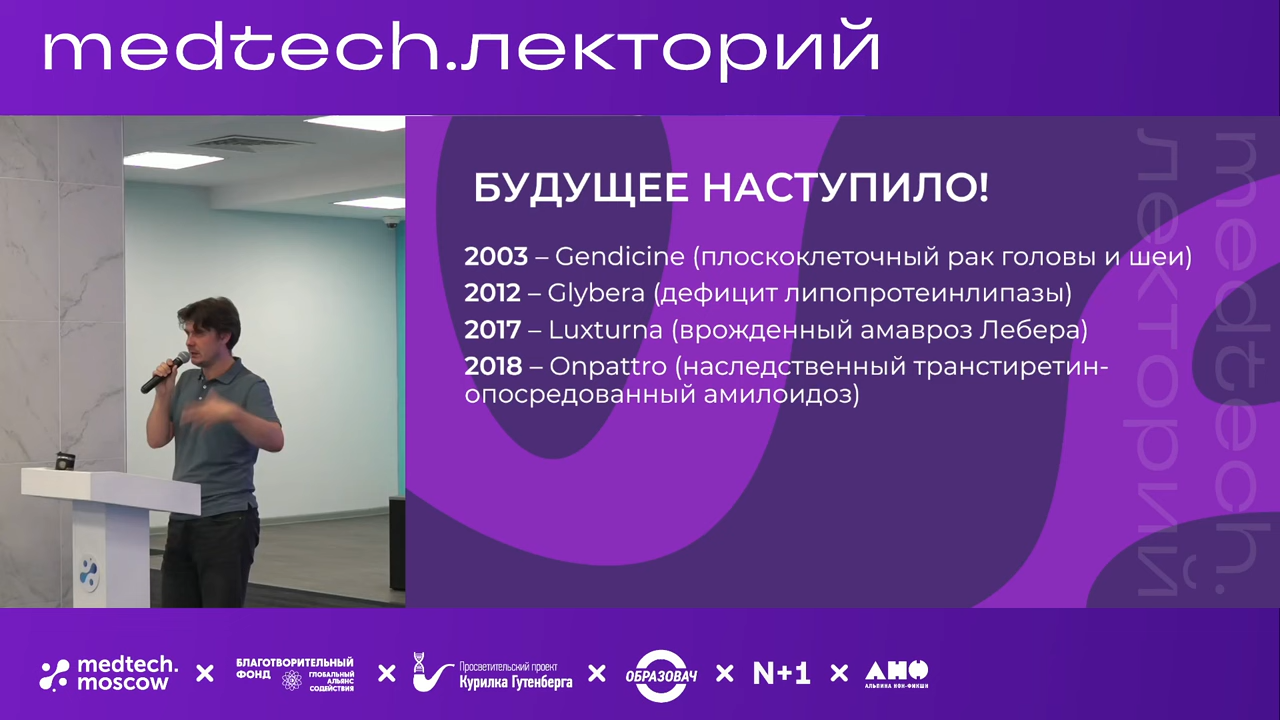 medtech.лекторий
БУДУЩЕЕ НАСТУПИЛО!
2003 – Gendicine (плоскоклеточный рак головы и шеи)
2012 – Glybera (дефицит липопротеинлипазы)
2017 – Luxturna (врожденный амавроз Лебера)
2018 – Onpattro (наследственный транстиретин-
опосредованный амилоидоз)
medtech.
лекторий
medtech.
moscow
×
БЛАГОТВОРИТЕЛЬНЫЙ
ФОНД
ГЛОБАЛЬНЫЙ
АЛЬЯНС
СОДЕЙСТВИЯ
×
Просветительский проект
Курилка Гутенберга
×
ОБРАЗОВАЧ
×
N+1
×
АНФ
АЛЬПИНА НОН-ФИКШН